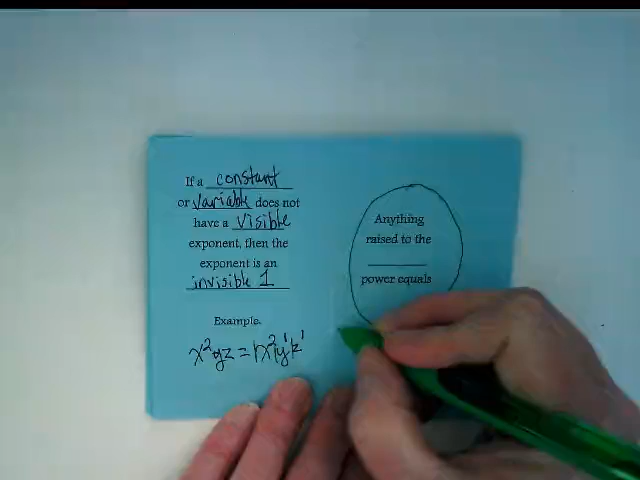 If a constant
or variable does not
have a visible
exponent, then the
exponent is an
invisible 1
Example.
x²yz = 1x²y¹z¹
Anything
raised to the
power equals